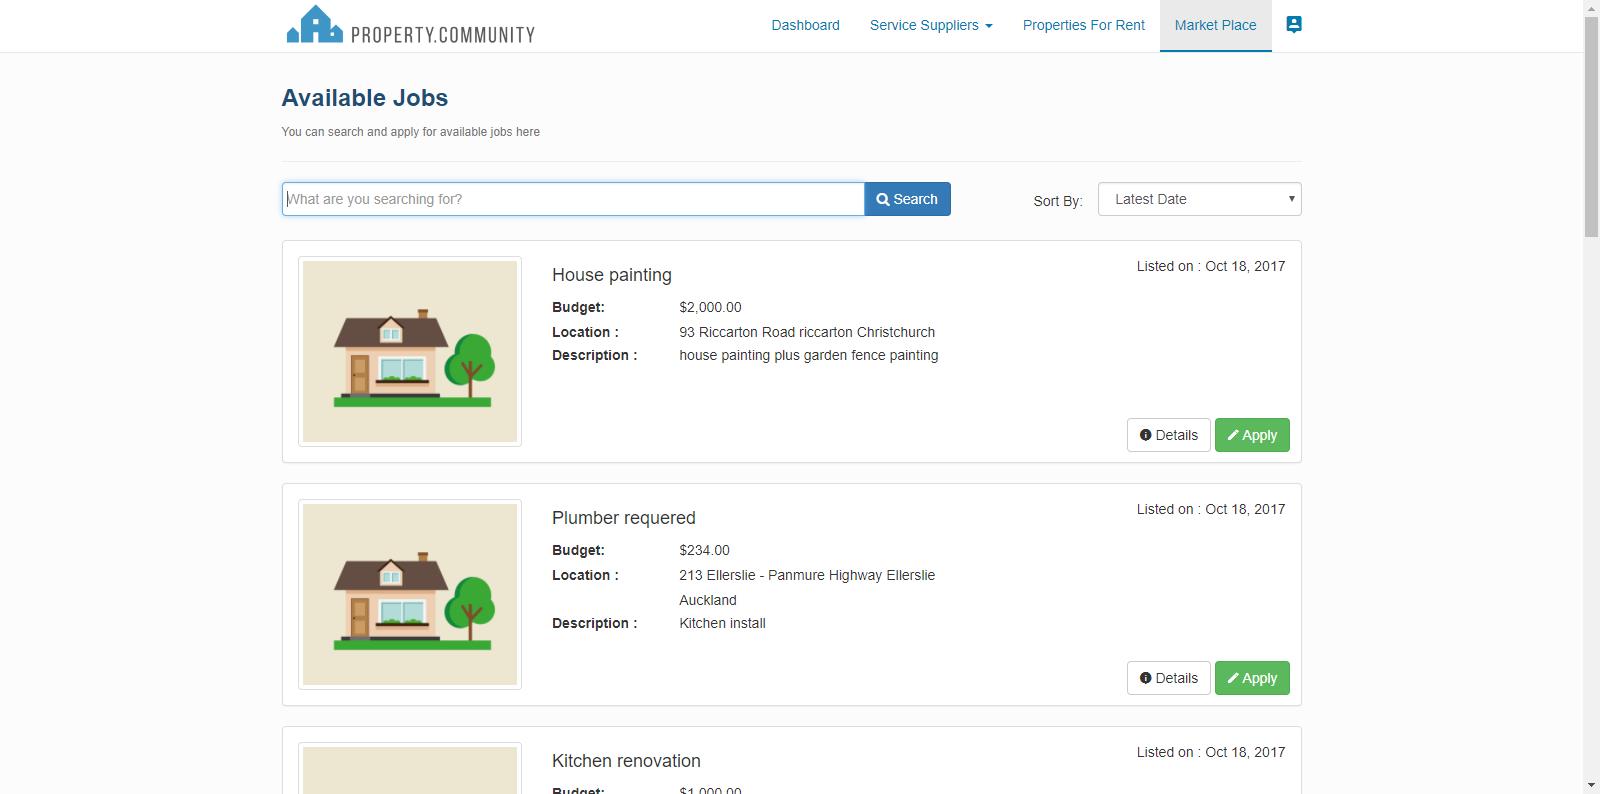 PROPERTY.COMMUNITY
Dashboard
Service Suppliers
Properties For Rent
Market Place
Available Jobs
You can search and apply for available jobs here
What are you searching for?
Search
Sort By:
Latest Date
House painting
Listed on : Oct 18, 2017
Budget: $2,000.00
Location : 93 Riccarton Road riccarton Christchurch
Description : house painting plus garden fence painting
Details
Apply
Plumber requered
Listed on : Oct 18, 2017
Budget: $234.00
Location : 213 Ellerslie - Panmure Highway Ellerslie
Auckland
Description : Kitchen install
Details
Apply
Kitchen renovation
Listed on : Oct 18, 2017
Budget: $1,000.00